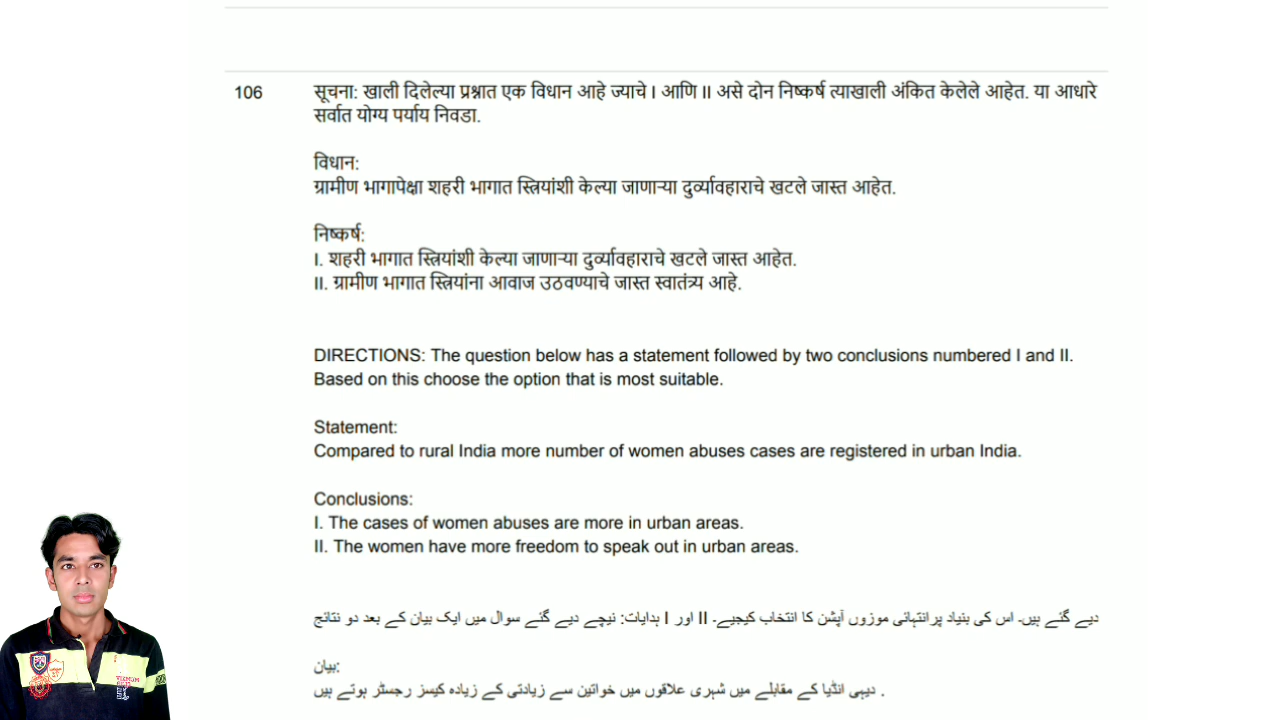 106
सूचना: खाली दिलेल्या प्रश्नात एक विधान आहे ज्याचे I आणि II असे दोन निष्कर्ष त्याखाली अंकित केलेले आहेत. या आधारे
सर्वात योग्य पर्याय निवडा.
विधान:
ग्रामीण भागापेक्षा शहरी भागात स्त्रियांशी केल्या जाणाऱ्या दुर्व्यावहाराचे खटले जास्त आहेत.
निष्कर्ष:
I. शहरी भागात स्त्रियांशी केल्या जाणाऱ्या दुर्व्यावहाराचे खटले जास्त आहेत.
II. ग्रामीण भागात स्त्रियांना आवाज उठवण्याचे जास्त स्वातंत्र्य आहे.
DIRECTIONS: The question below has a statement followed by two conclusions numbered I and II.
Based on this choose the option that is most suitable.
Statement:
Compared to rural India more number of women abuses cases are registered in urban India.
Conclusions:
I. The cases of women abuses are more in urban areas.
II. The women have more freedom to speak out in urban areas.
دیے گئے ہیں۔ اس کی بنیاد پرانتہائی موزوں آپشن کا انتخاب کیجیے۔ II اور I ہدایات: نیچے دیے گئے سوال میں ایک بیان کے بعد دو نتائج
بیان:
دیہی انڈیا کے مقابلے میں شہری علاقوں میں خواتین سے زیادتی کے زیادہ کیسز رجسٹر ہوتے ہیں .